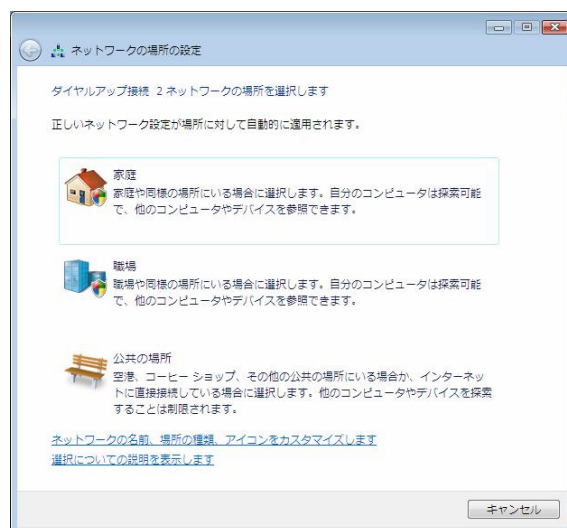 ネットワークの場所の設定
ダイヤルアップ接続 2 ネットワークの場所を選択します
正しいネットワーク設定が場所に対して自動的に適用されます。
家庭
家庭や同様の場所にいる場合に選択します。自分のコンピュータは探索可能
で、他のコンピュータやデバイスを参照できます。
職場
職場や同様の場所にいる場合に選択します。自分のコンピュータは探索可能
で、他のコンピュータやデバイスを参照できます。
公共の場所
空港、コーヒー ショップ、その他の公共の場所にいる場合か、インターネッ
トに直接接続している場合に選択します。他のコンピュータやデバイスを探索
することは制限されます。
ネットワークの名前、場所の種類、アイコンをカスタマイズします
選択についての説明を表示します
キャンセル